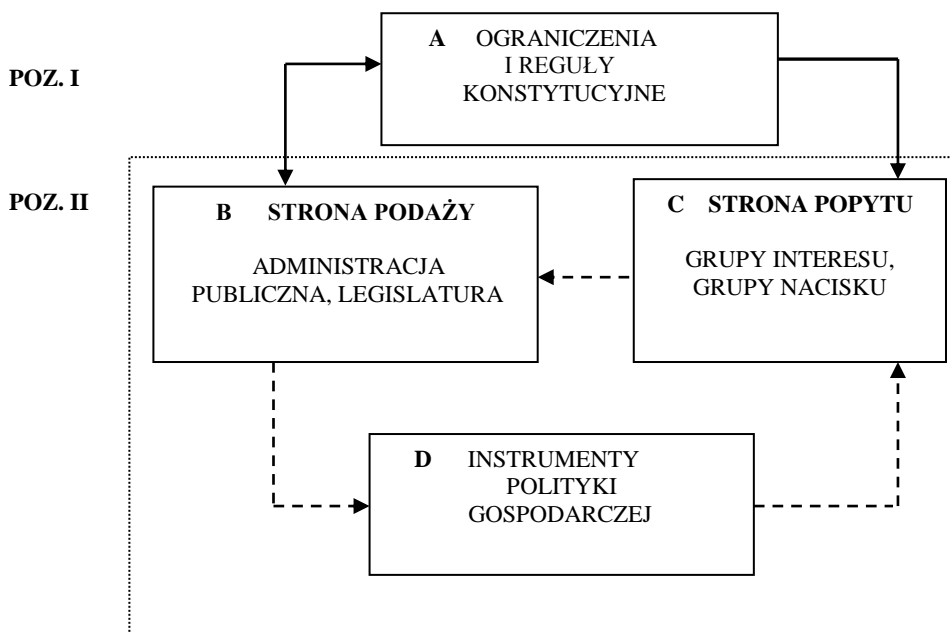 A OGRANICZENIA
I REGUŁY
KONSTYTUCYJNE
POZ. I
POZ. II
B STRONA PODAŻY
ADMINISTRACJA
PUBLICZNA, LEGISLATURA
C STRONA POPYTU
GRUPY INTERESU,
GRUPY NACISKU
D INSTRUMENTY
POLITYKI
GOSPODARCZEJ